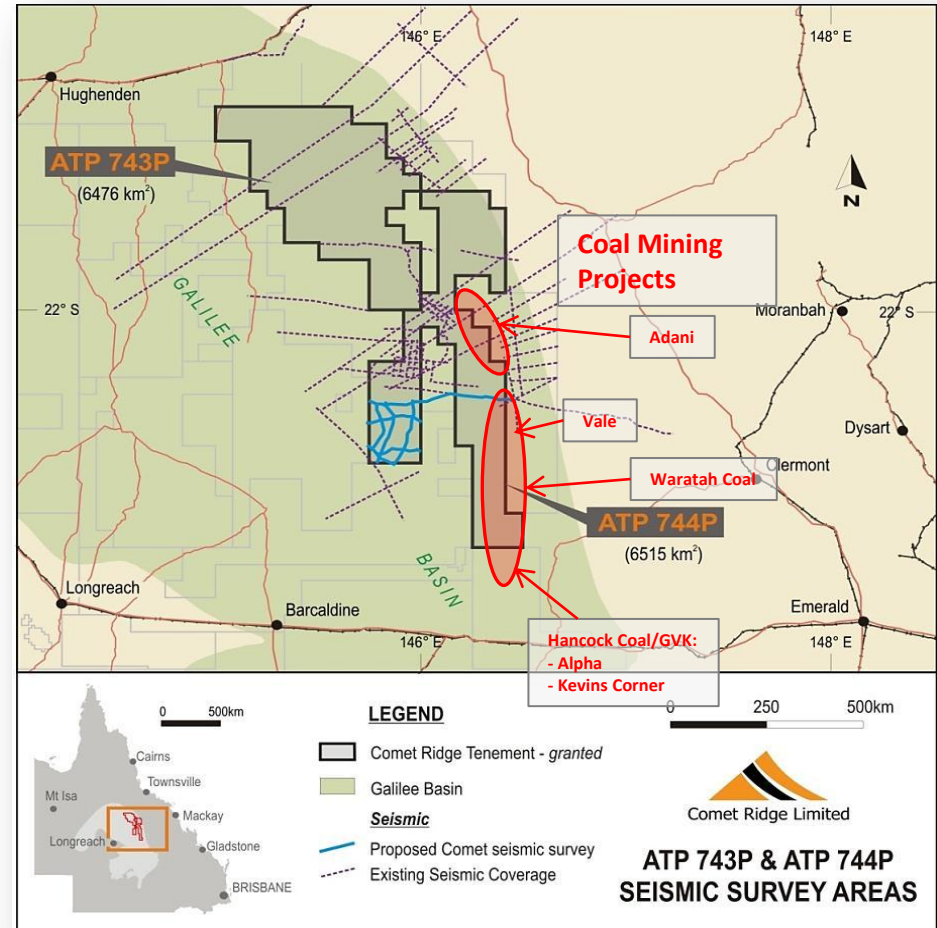 146° E
148° E
Hughenden
ATP 743P
(6476 km²)
N
Coal Mining
Projects
22° S
Moranbah
22° S
GALILEE
Adani
Vale
Dysart
Clermont
Waratah Coal
ATP 744P
(6515 km²)
BASIN
Longreach
Barcaldine
Emerald
146° E
148° E
Hancock Coal/GVK:
- Alpha
- Kevins Corner
0 500km
Cairns
Townsville
Mt Isa
Mackay
Longreach
Gladstone
BRISBANE
LEGEND
Comet Ridge Tenement - granted
Galilee Basin
Seismic
Proposed Comet seismic survey
Existing Seismic Coverage
0 250 500km
Comet Ridge Limited
ATP 743P & ATP 744P
SEISMIC SURVEY AREAS